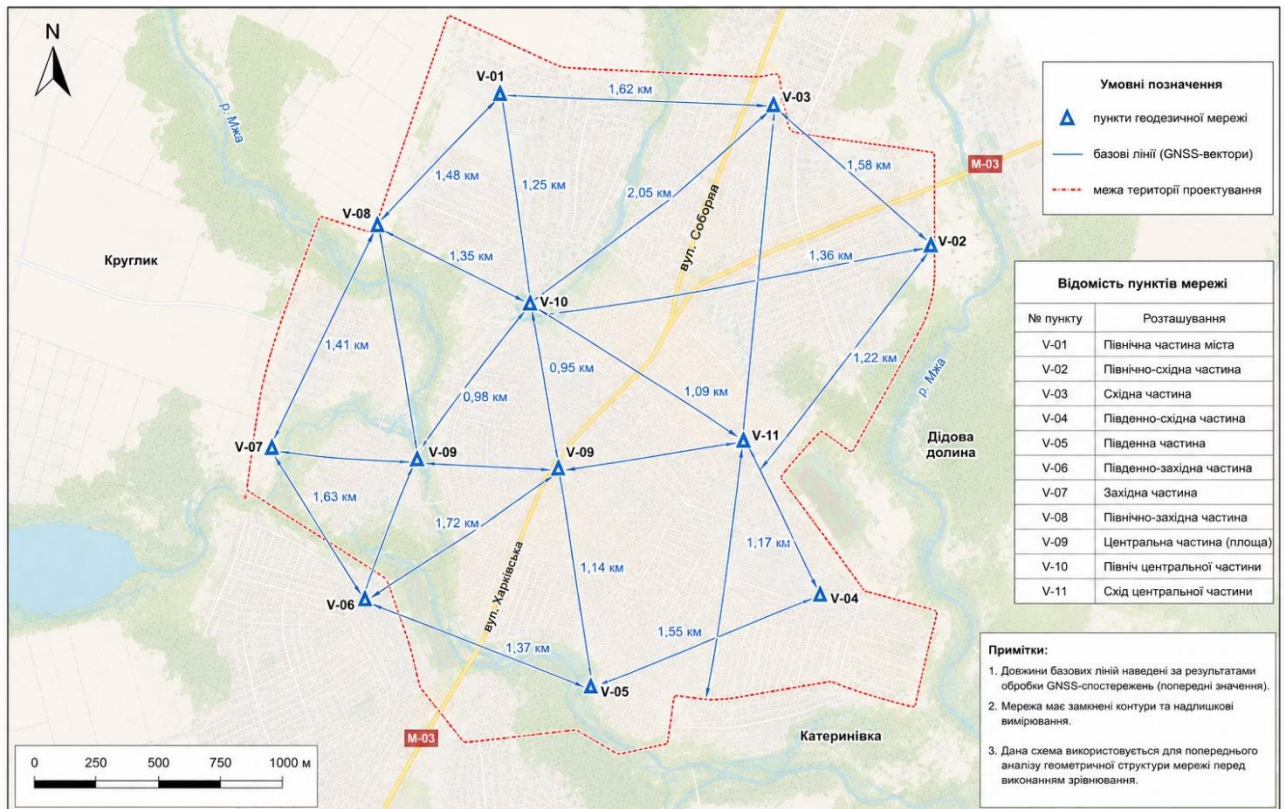 N
V-01
1,62 км
V-03
р. Мжа
1,48 км
1,25 км
2,05 км
1,58 км
М-03
V-08
вул. Соборяв
V-02
Круглик
1,35 км
1,36 км
V-10
1,41 км
0,98 км
0,95 км
1,09 км
1,22 км
р. Мжа
V-07
V-09
V-09
V-11
Дідова
долина
1,63 км
1,72 км
1,17 км
1,14 км
V-06
вул. Харківська
V-04
1,37 км
1,55 км
V-05
М-03
Катеринівка
0 250 500 750 1000 м
Умовні позначення
пункти геодезичної мережі
базові лінії (GNSS-вектори)
межа території проектування
Відомість пунктів мережі
№ пункту Розташування
V-01 Північна частина міста
V-02 Північно-східна частина
V-03 Східна частина
V-04 Південно-східна частина
V-05 Південна частина
V-06 Південно-західна частина
V-07 Західна частина
V-08 Північно-західна частина
V-09 Центральна частина (площа)
V-10 Північ центральної частини
V-11 Схід центральної частини
Примітки:
1. Довжини базових ліній наведені за результатами
обробки GNSS-спостережень (попередні значення).
2. Мережа має замкнені контури та надлишкові
вимірювання.
3. Дана схема використовується для попереднього
аналізу геометричної структури мережі перед
виконанням зрівнювання.